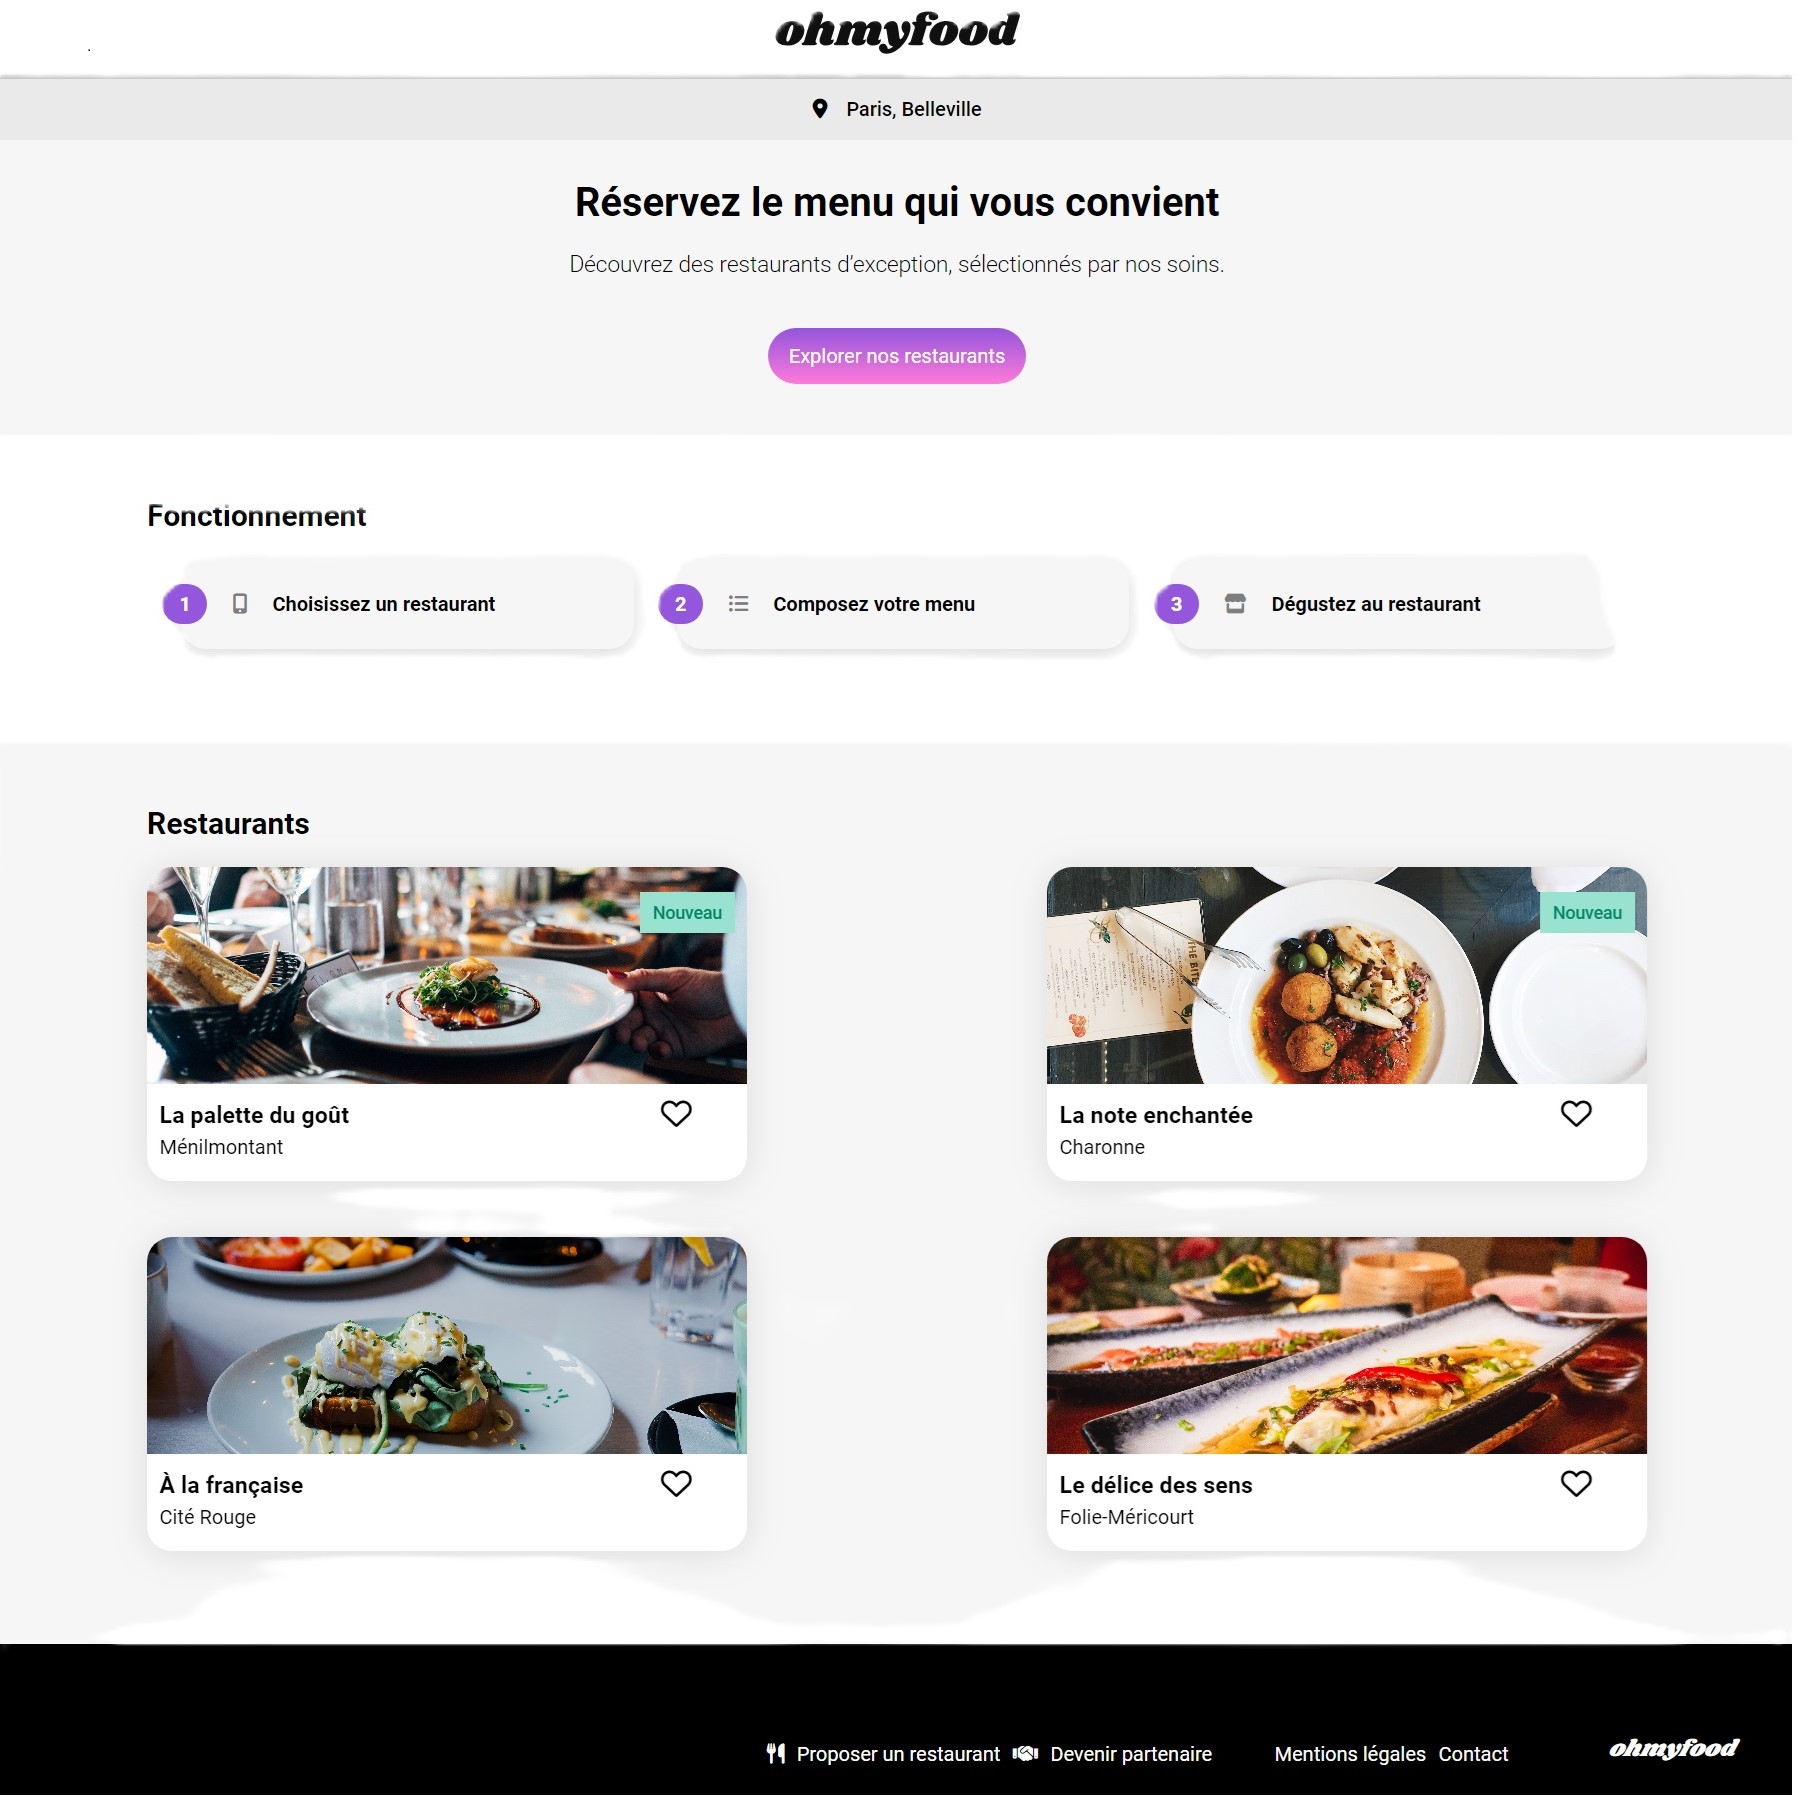 ohmyfood
Paris, Belleville
Réservez le menu qui vous convient
Découvrez des restaurants d'exception, sélectionnés par nos soins.
Explorer nos restaurants
Fonctionnement
1 Choisissez un restaurant
2 Composez votre menu
3 Dégustez au restaurant
Restaurants
Nouveau
La palette du goût
Ménilmontant
Nouveau
La note enchantée
Charonne
À la française
Cité Rouge
Le délice des sens
Folie-Méricourt
Proposer un restaurant Devenir partenaire Mentions légales Contact ohmyfood